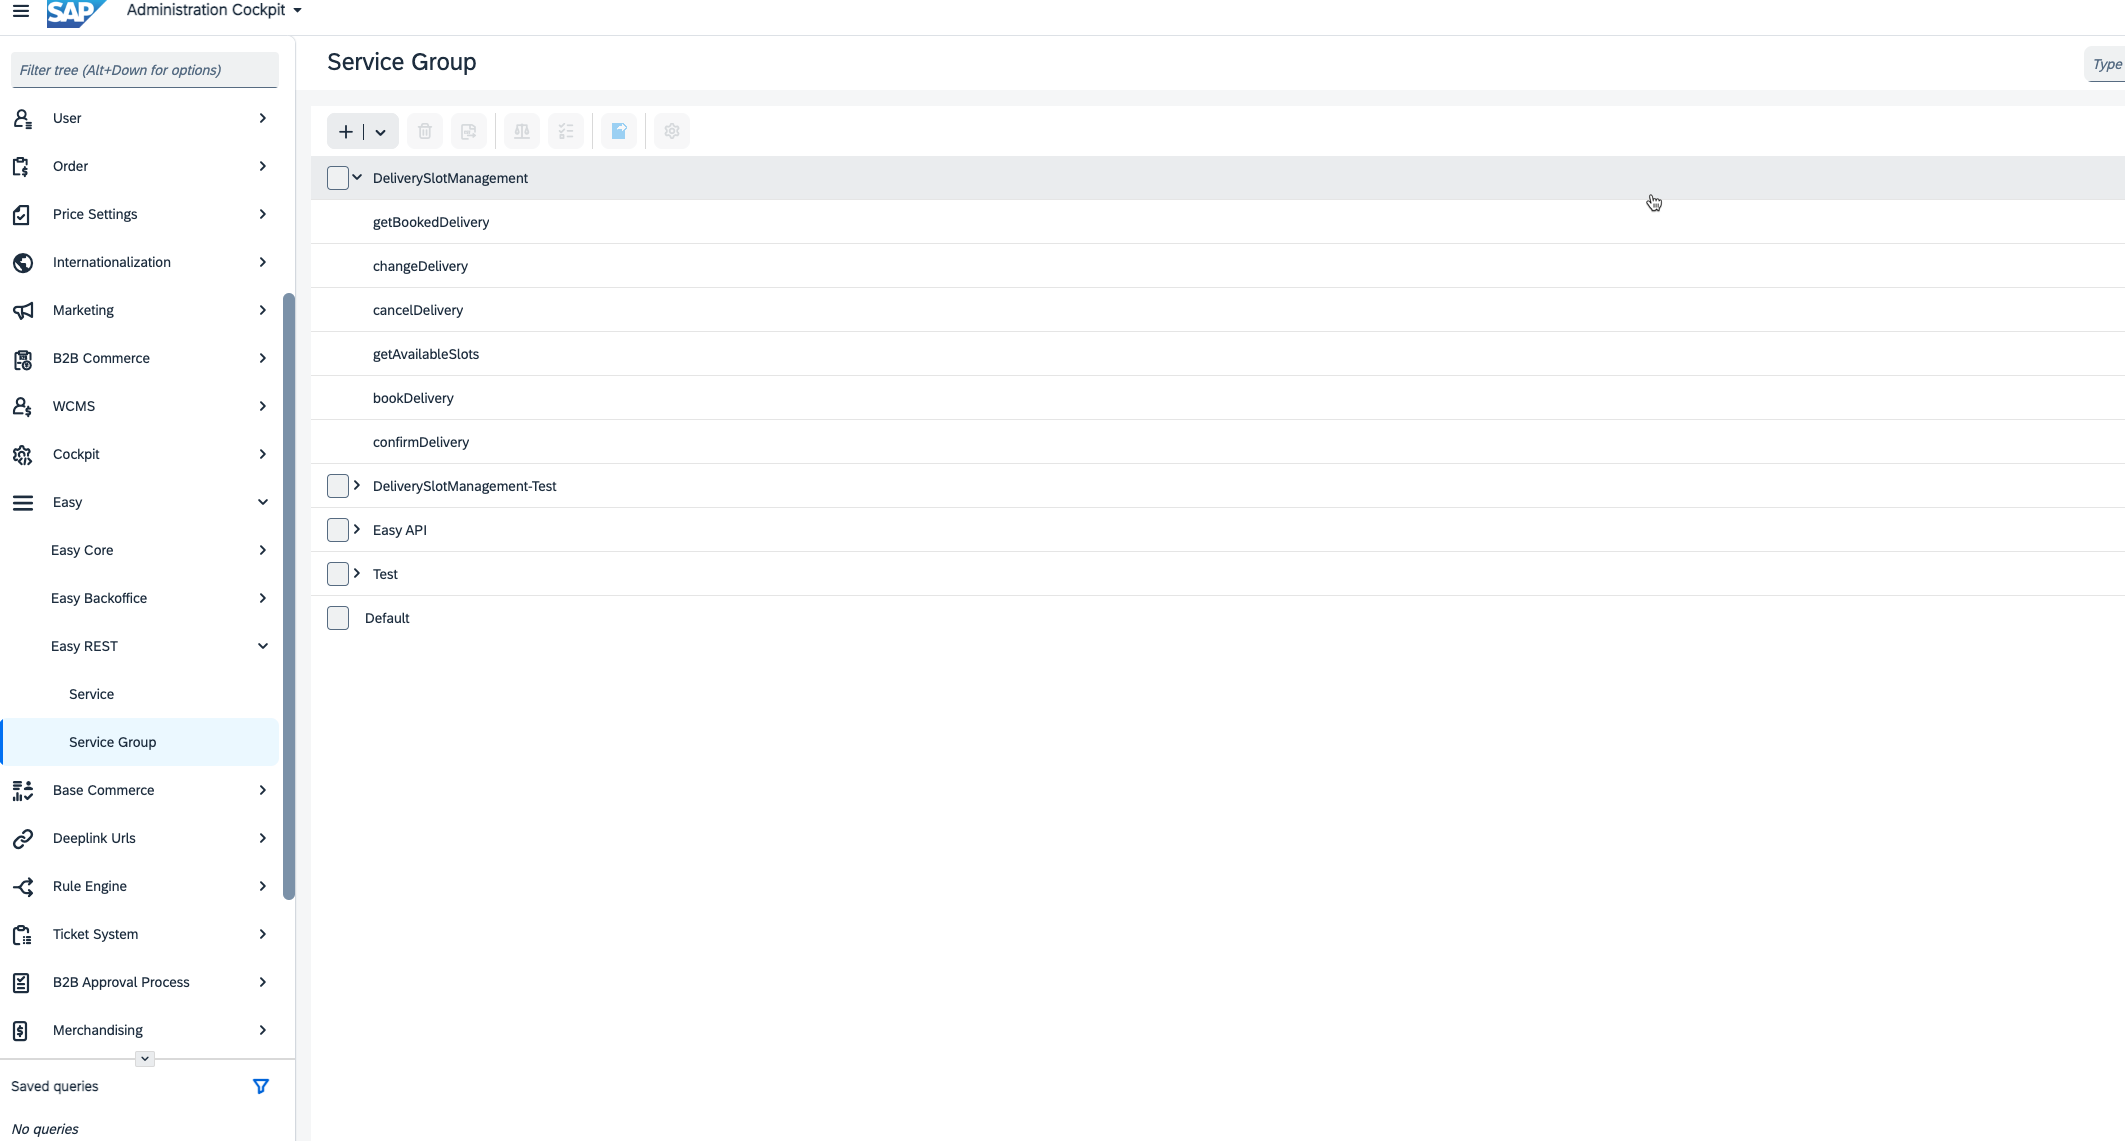 SAP
Administration Cockpit
Filter tree (Alt+Down for options)
User
Order
Price Settings
Internationalization
Marketing
B2B Commerce
WCMS
Cockpit
Easy
Easy Core
Easy Backoffice
Easy REST
Service
Service Group
Base Commerce
Deeplink Urls
Rule Engine
Ticket System
B2B Approval Process
Merchandising
Saved queries
No queries
Service Group
Type
DeliverySlotManagement
getBookedDelivery
changeDelivery
cancelDelivery
getAvailableSlots
bookDelivery
confirmDelivery
DeliverySlotManagement-Test
Easy API
Test
Default